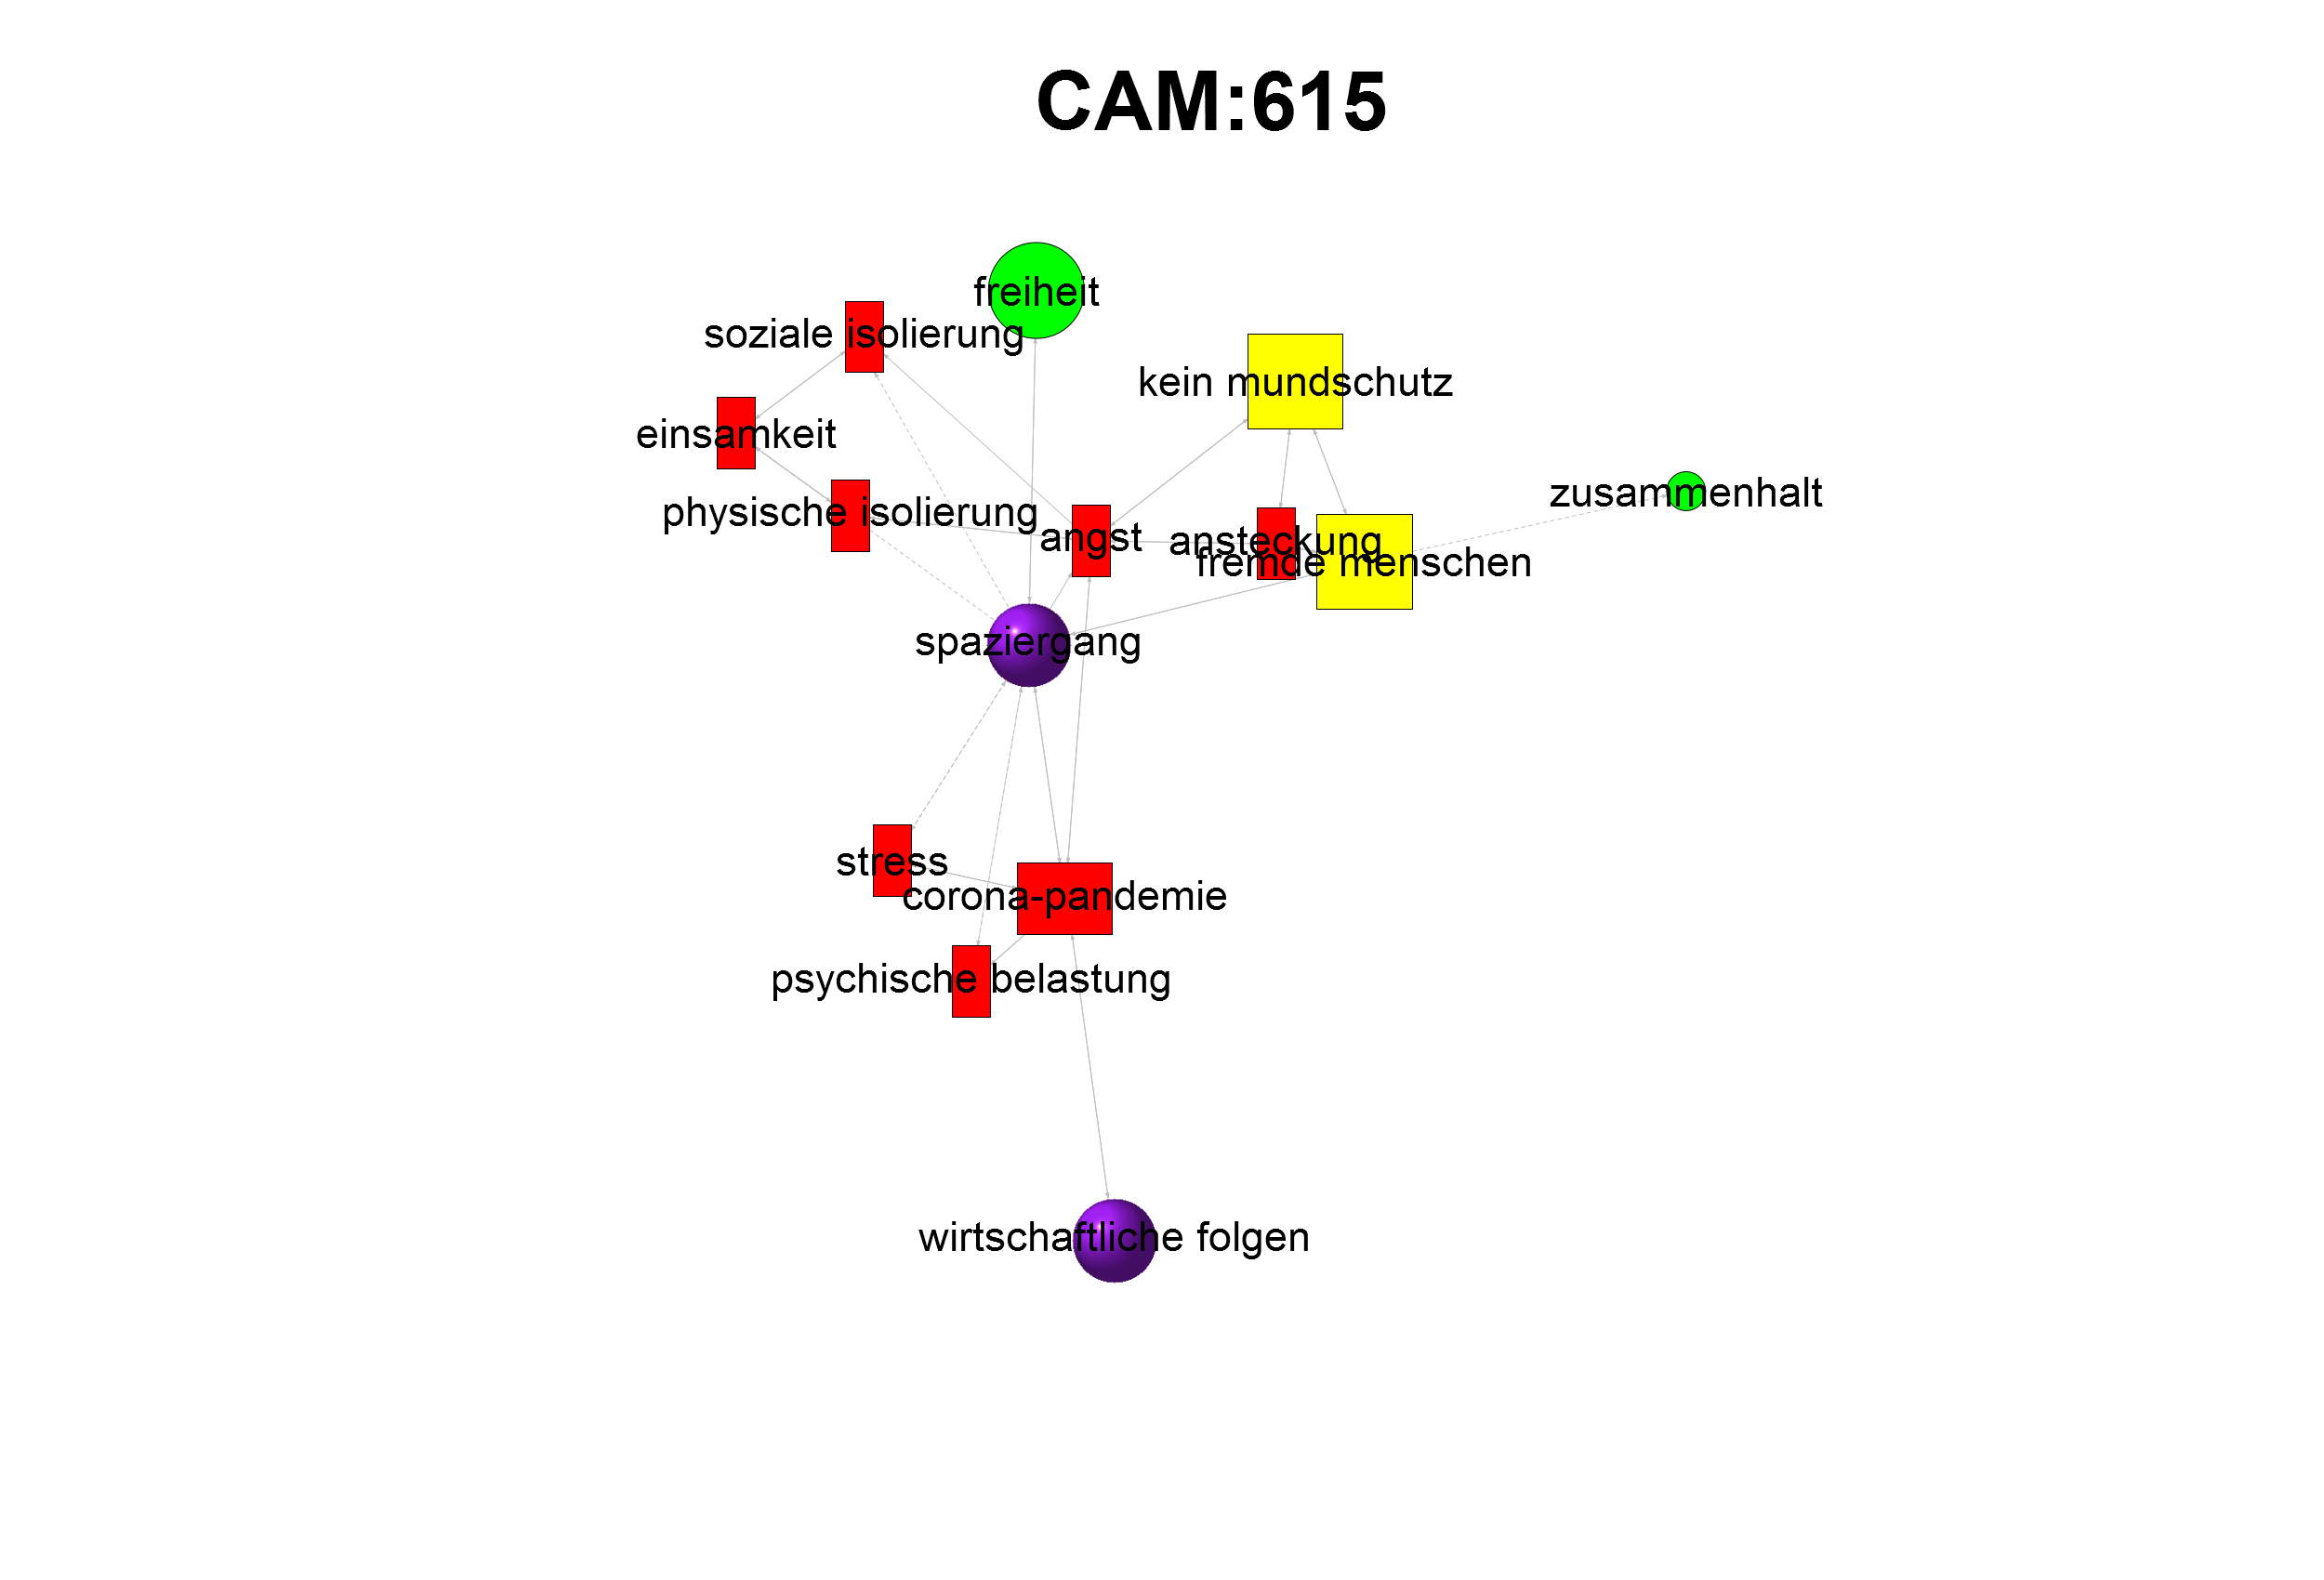 CAM:615
freiheit
soziale isolierung
kein mundschutz
einsamkeit
zusammenhalt
physische isolierung
angst
ansteckung
fremde menschen
spaziergang
stress
corona-pandemie
psychische belastung
wirtschaftliche folgen